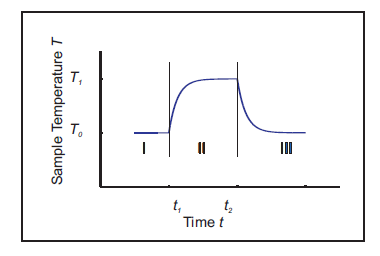 Sample Temperature T
T₁
T₀
I II III
t₁ t₂
Time t